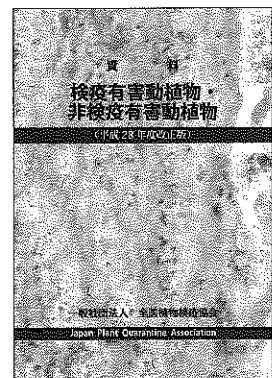 資 料
検疫有害動植物・
非検疫有害動植物
(平成28年度改正版)
一般社団法人 全国植物検疫協会
Japan Plant Quarantine Association